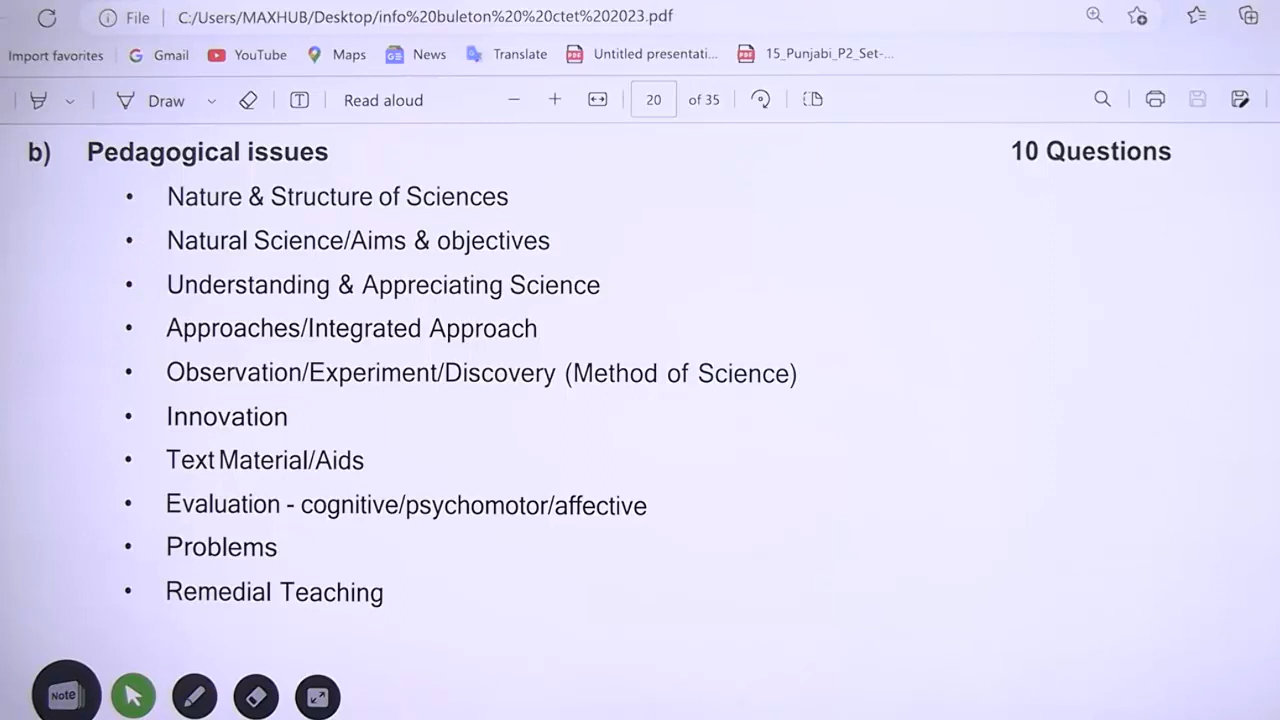 File C:/Users/MAXHUB/Desktop/info%20buleton%20%20ctet%202023.pdf
Import favorites Gmail YouTube Maps News Translate Untitled presentati... 15_Punjabi_P2_Set-...
Draw Read aloud 20 of 35
b) Pedagogical issues 10 Questions
• Nature & Structure of Sciences
• Natural Science/Aims & objectives
• Understanding & Appreciating Science
• Approaches/Integrated Approach
• Observation/Experiment/Discovery (Method of Science)
• Innovation
• Text Material/Aids
• Evaluation - cognitive/psychomotor/affective
• Problems
• Remedial Teaching
Note